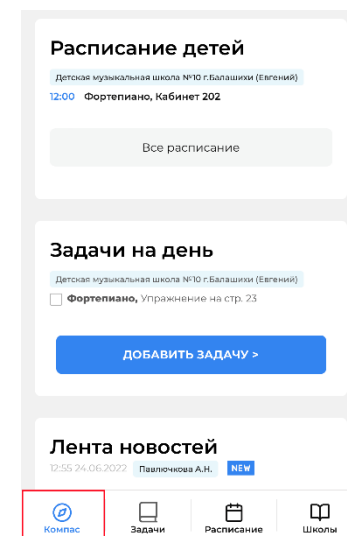 Расписание детей
Детская музыкальная школа №10 г.Балашихи (Евгений)
12:00 Фортепиано, Кабинет 202
Все расписание
Задачи на день
Детская музыкальная школа №10 г.Балашихи (Евгений)
Фортепиано, Упражнение на стр. 23
ДОБАВИТЬ ЗАДАЧУ >
Лента новостей
12:55 24.06.2022 Павлючкова А.Н. NEW
Компас Задачи Расписание Школы